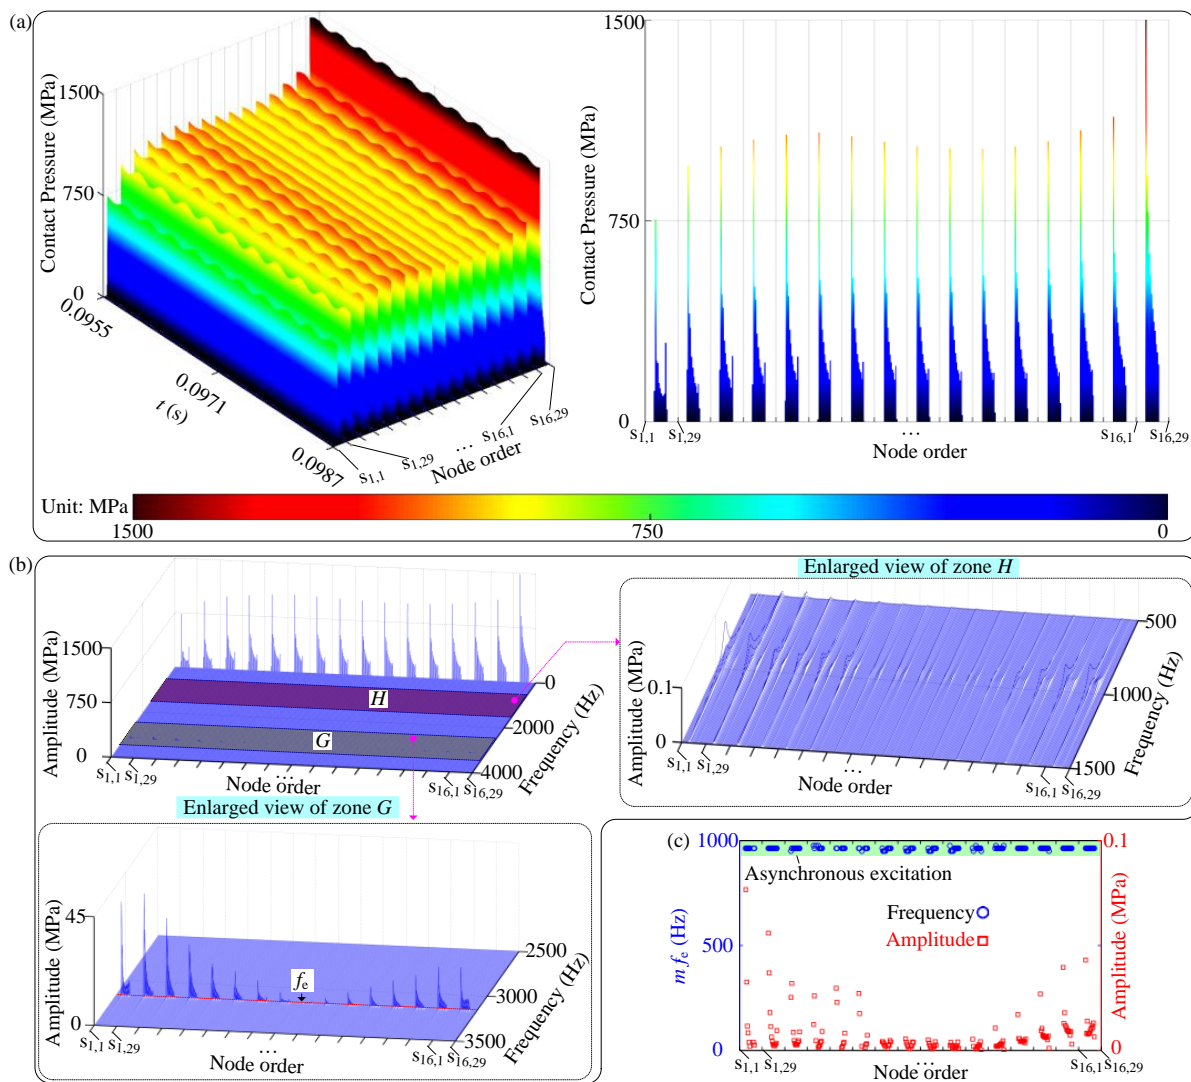 (a)
Contact Pressure (MPa)
1500
750
0
0.0955
0.0971
0.0987
t (s)
s1,1
s1,29
...
s16,1
s16,29
Node order
Contact Pressure (MPa)
1500
750
0
s1,1
s1,29
...
s16,1
s16,29
Node order
Unit: MPa
1500
750
0
(b)
Amplitude (MPa)
1500
750
0
H
G
0
2000
4000
Frequency (Hz)
s1,1
s1,29
...
s16,1
s16,29
Node order
Enlarged view of zone H
Amplitude (MPa)
0.1
0
500
1000
1500
Frequency (Hz)
s1,1
s1,29
...
s16,1
s16,29
Node order
Enlarged view of zone G
Amplitude (MPa)
45
0
fe
2500
3000
3500
Frequency (Hz)
s1,1
s1,29
...
s16,1
s16,29
Node order
(c)
m fe (Hz)
1000
500
0
Asynchronous excitation
Frequency
Amplitude
0.1
0
Amplitude (MPa)
s1,1
s1,29
...
s16,1
s16,29
Node order